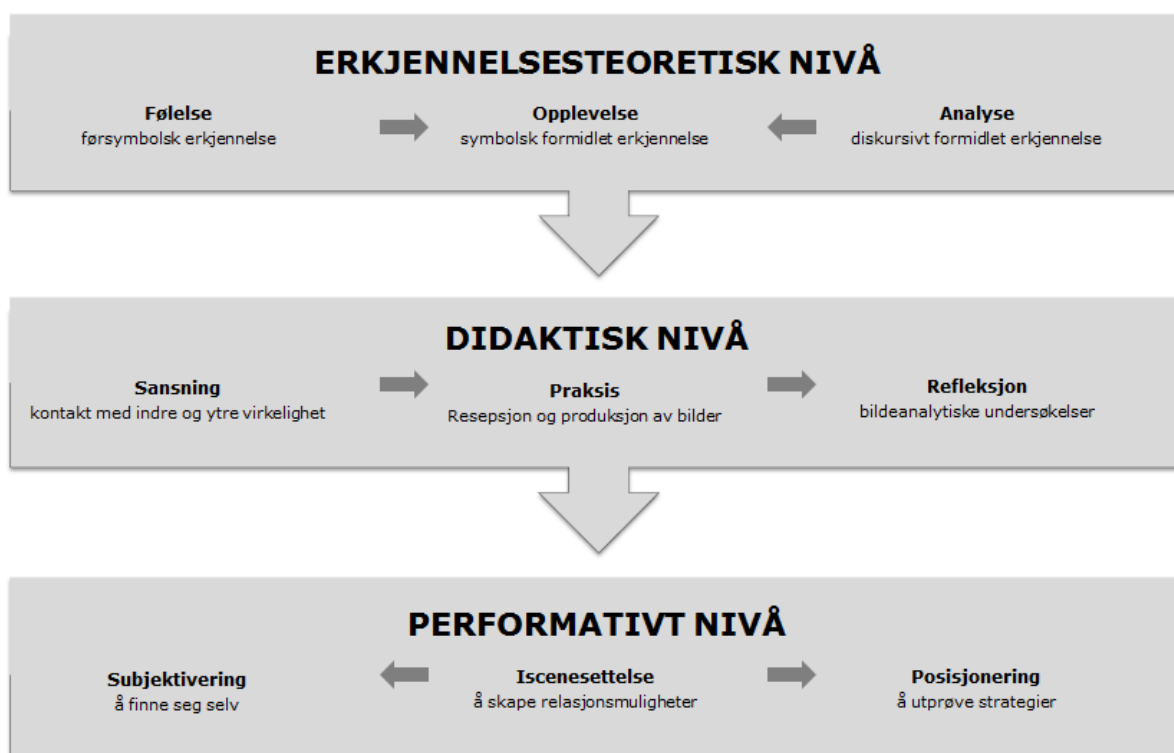 ERKJENNELSESTEORETISK NIVÅ
Følelse
førsymbolsk erkjennelse
Opplevelse
symbolsk formidlet erkjennelse
Analyse
diskursivt formidlet erkjennelse
DIDAKTISK NIVÅ
Sansning
kontakt med indre og ytre virkelighet
Praksis
Resepsjon og produksjon av bilder
Refleksjon
bildeanalytiske undersøkelser
PERFORMATIVT NIVÅ
Subjektivering
å finne seg selv
Iscenesettelse
å skape relasjonsmuligheter
Posisjonering
å utprøve strategier